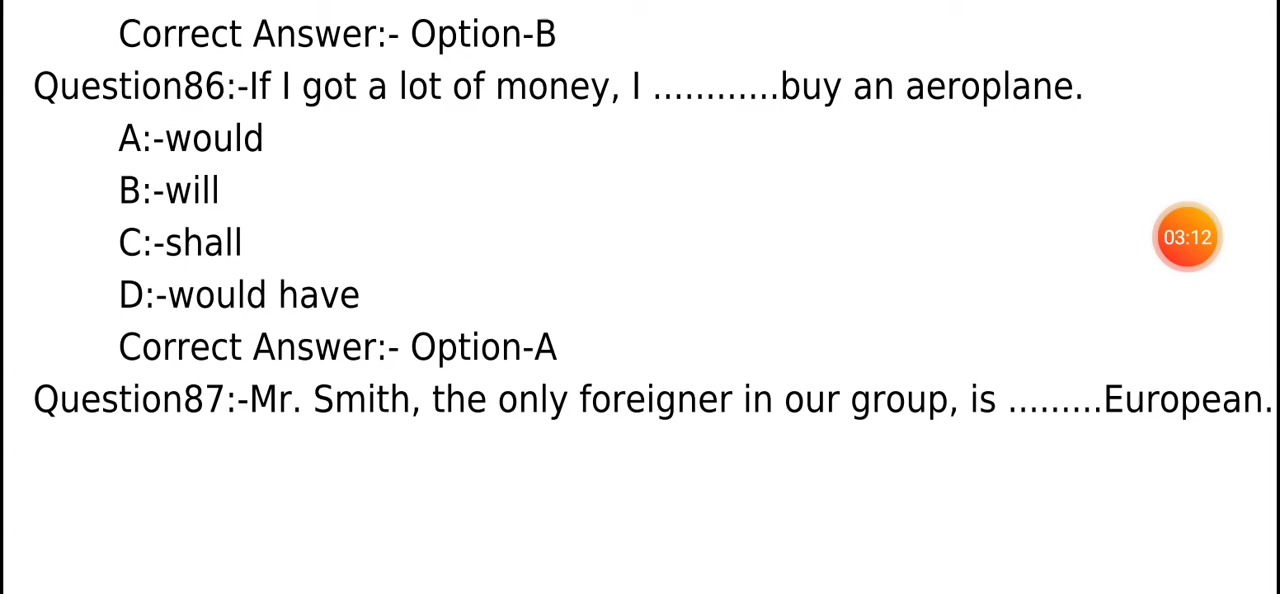 Correct Answer:- Option-B
Question86:-If I got a lot of money, I ............buy an aeroplane.
A:-would
B:-will
C:-shall
D:-would have
Correct Answer:- Option-A
Question87:-Mr. Smith, the only foreigner in our group, is .........European.
03:12